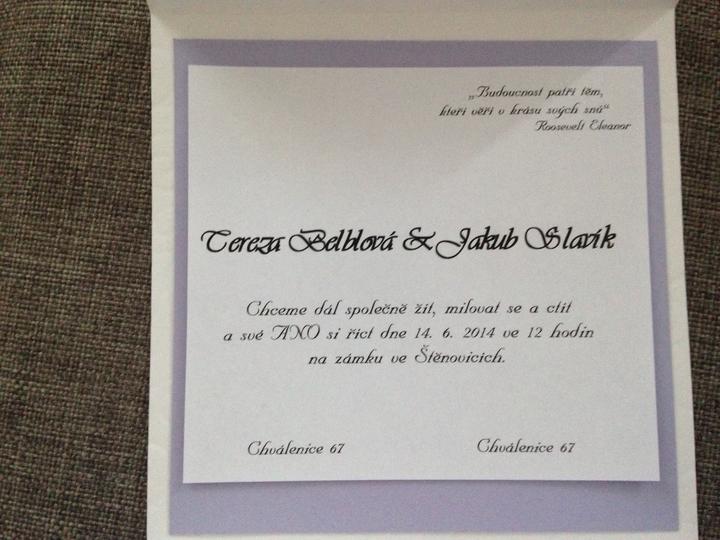 „Budoucnost patří těm,
kteří věří v krásu svých snů“
Roosevelt Eleanor
Tereza Belblová & Jakub Slavík
Chceme dál společně žít, milovat se a ctít
a své ANO si říct dne 14. 6. 2014 ve 12 hodin
na zámku ve Štěnovicích.
Chválenice 67 Chválenice 67